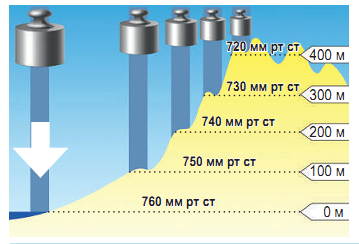 720 мм рт ст
400 м
730 мм рт ст
300 м
740 мм рт ст
200 м
750 мм рт ст
100 м
760 мм рт ст
0 м